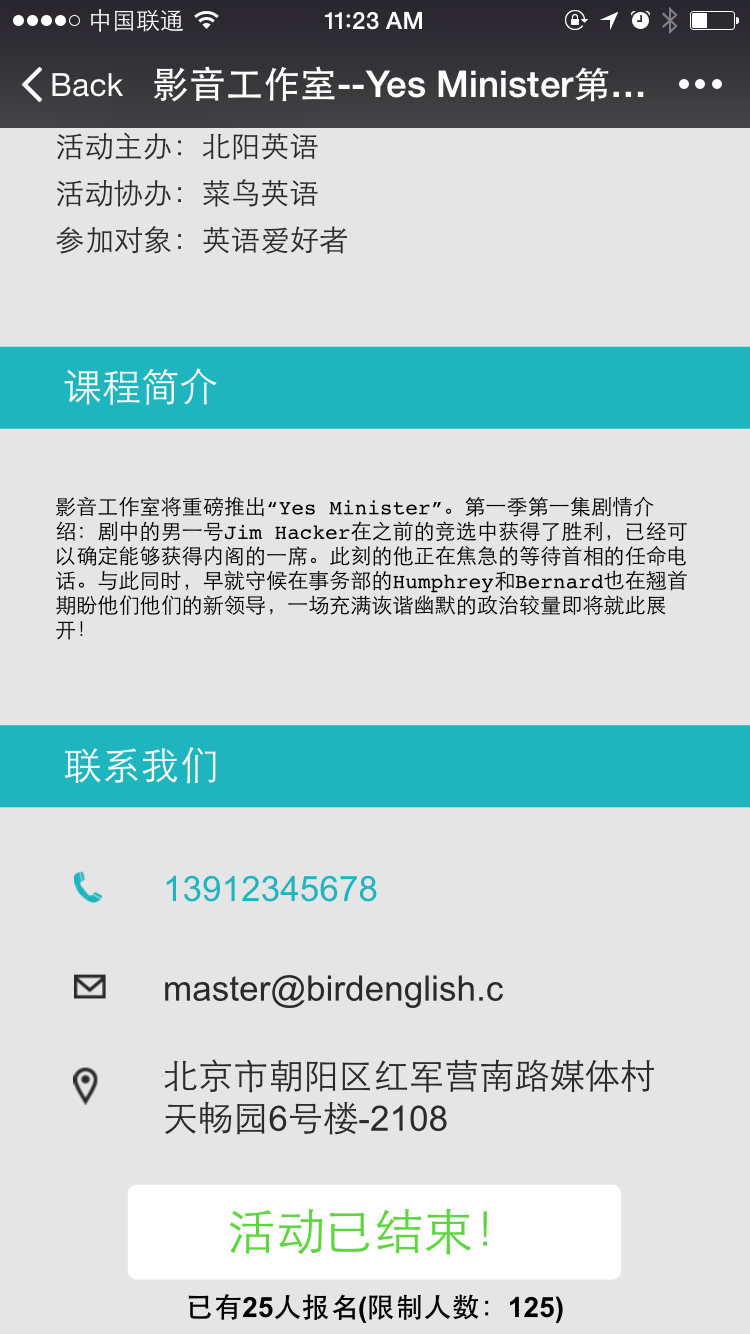 中国联通 11:23 AM
Back 影音工作室--Yes Minister第...
活动主办：北阳英语
活动协办：菜鸟英语
参加对象：英语爱好者
课程简介
影音工作室将重磅推出“Yes Minister”。第一季第一集剧情介
绍：剧中的男一号Jim Hacker在之前的竞选中获得了胜利，已经可
以确定能够获得内阁的一席。此刻的他正在焦急的等待首相的任命电
话。与此同时，早就守候在事务部的Humphrey和Bernard也在翘首
期盼他们他们的新领导，一场充满诙谐幽默的政治较量即将就此展
开！
联系我们
13912345678
master@birdenglish.c
北京市朝阳区红军营南路媒体村
天畅园6号楼-2108
活动已结束！
已有25人报名(限制人数：125)